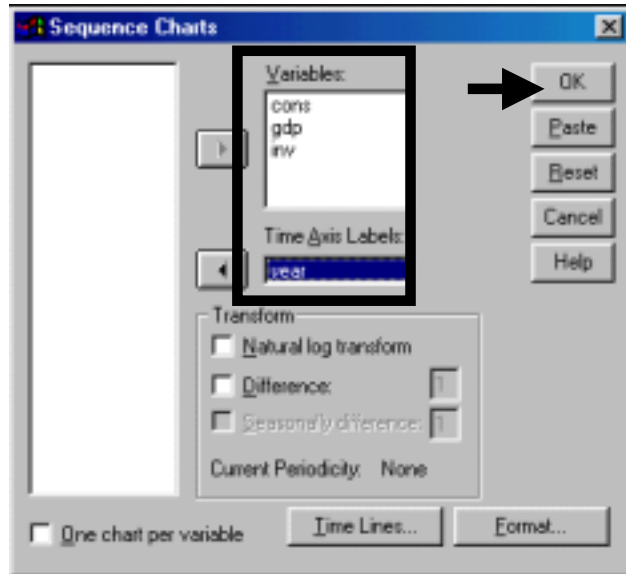 Sequence Charts
Variables:
cons
gdp
inv
Time Axis Labels:
year
OK
Paste
Reset
Cancel
Help
Transform
Natural log transform
Difference:
1
Seasonally difference:
1
Current Periodicity: None
One chart per variable
Time Lines...
Format...